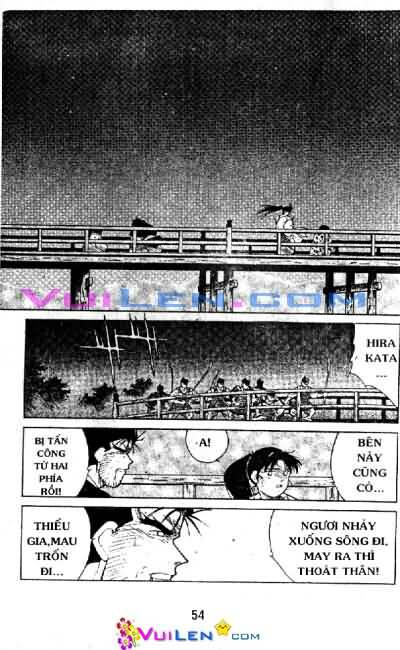 VUILEN.COM
HIRA
KATA
....
BÊN
NÀY
CŨNG
CÓ...
A!
BỊ TẤN
CÔNG
TỪ HAI
PHÍA
RỒI!
NGƯƠI NHẢY
XUỐNG SÔNG ĐI,
MAY RA THÌ
THOÁT THÂN!
THIẾU
GIA,MAU
TRỐN
ĐI...
54
VUILEN.COM